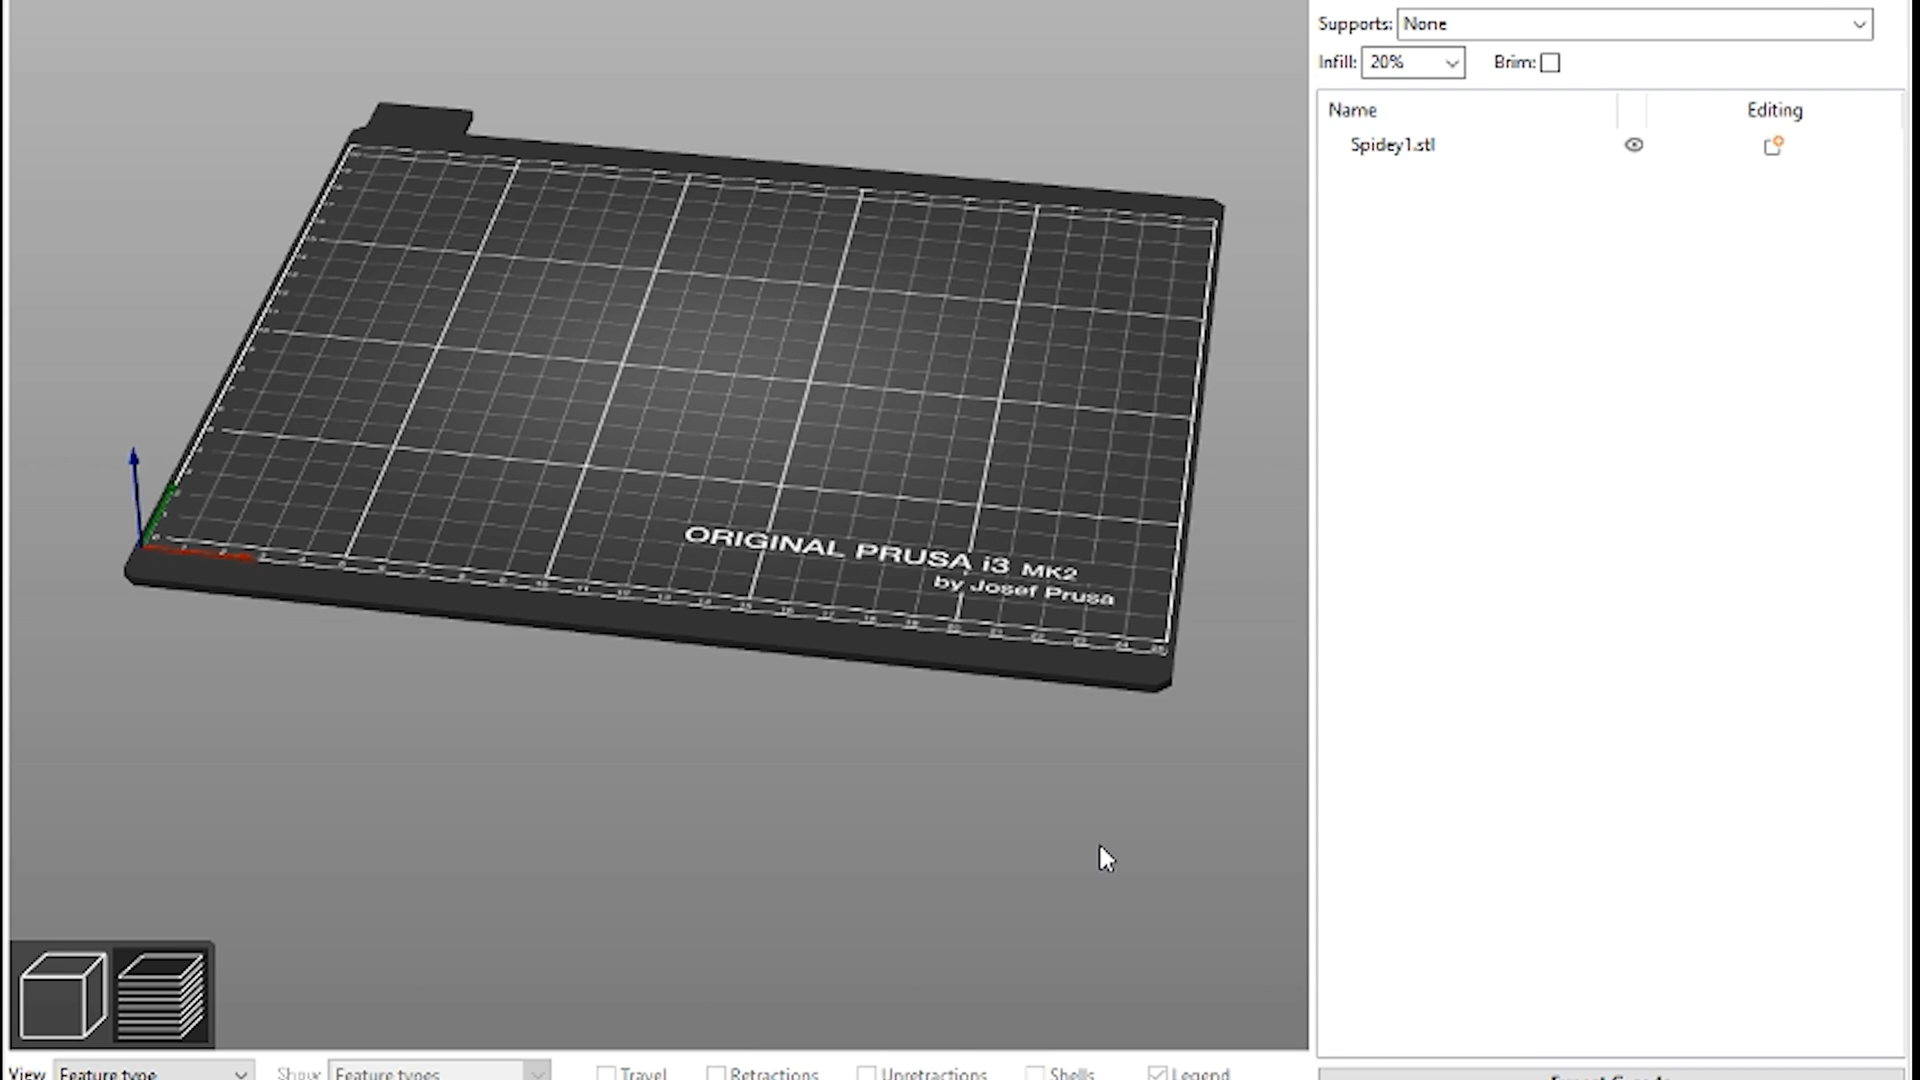 Supports: None
Infill: 20% Brim:
Name Editing
Spidey1.stl
ORIGINAL PRUSA i3 MK2
by Josef Prusa
View Feature type Show Feature types Travel Retractions Unretractions Shells Legend